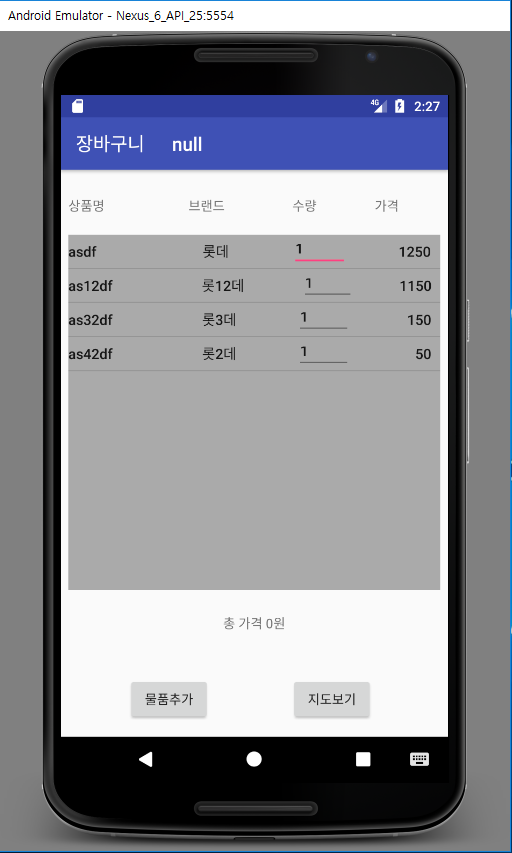 Android Emulator - Nexus_6_API_25:5554
4G 2:27
장바구니 null
상품명 브랜드 수량 가격
asdf 롯데 1 1250
as12df 롯12데 1 1150
as32df 롯3데 1 150
as42df 롯2데 1 50
총 가격 0원
물품추가 지도보기